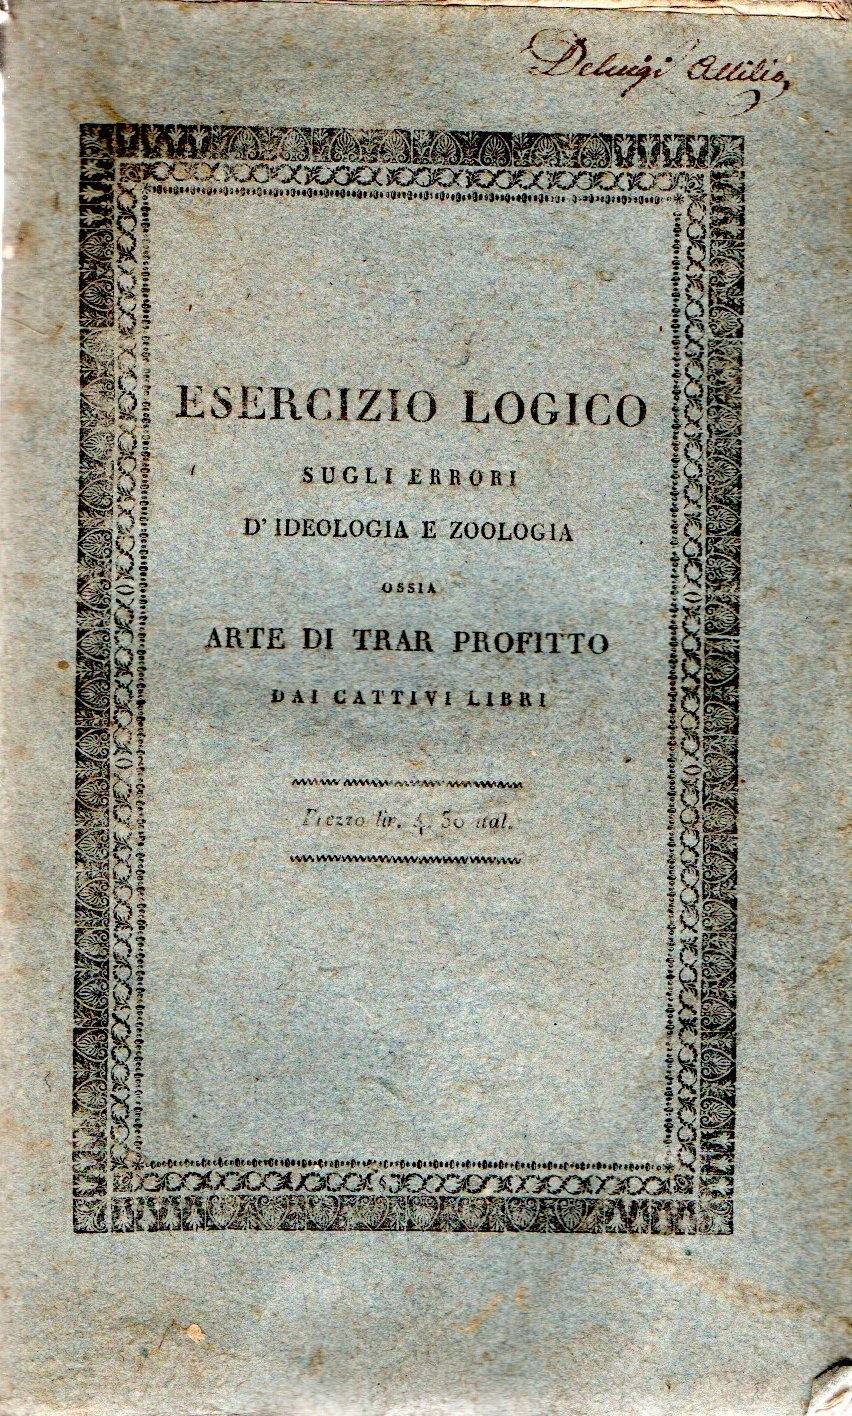 Deluigi Attilio
ESERCIZIO LOGICO
SUGLI ERRORI
D'IDEOLOGIA E ZOOLOGIA
OSSIA
ARTE DI TRAR PROFITTO
DAI CATTIVI LIBRI
Prezzo lir. 4. 50 ital.